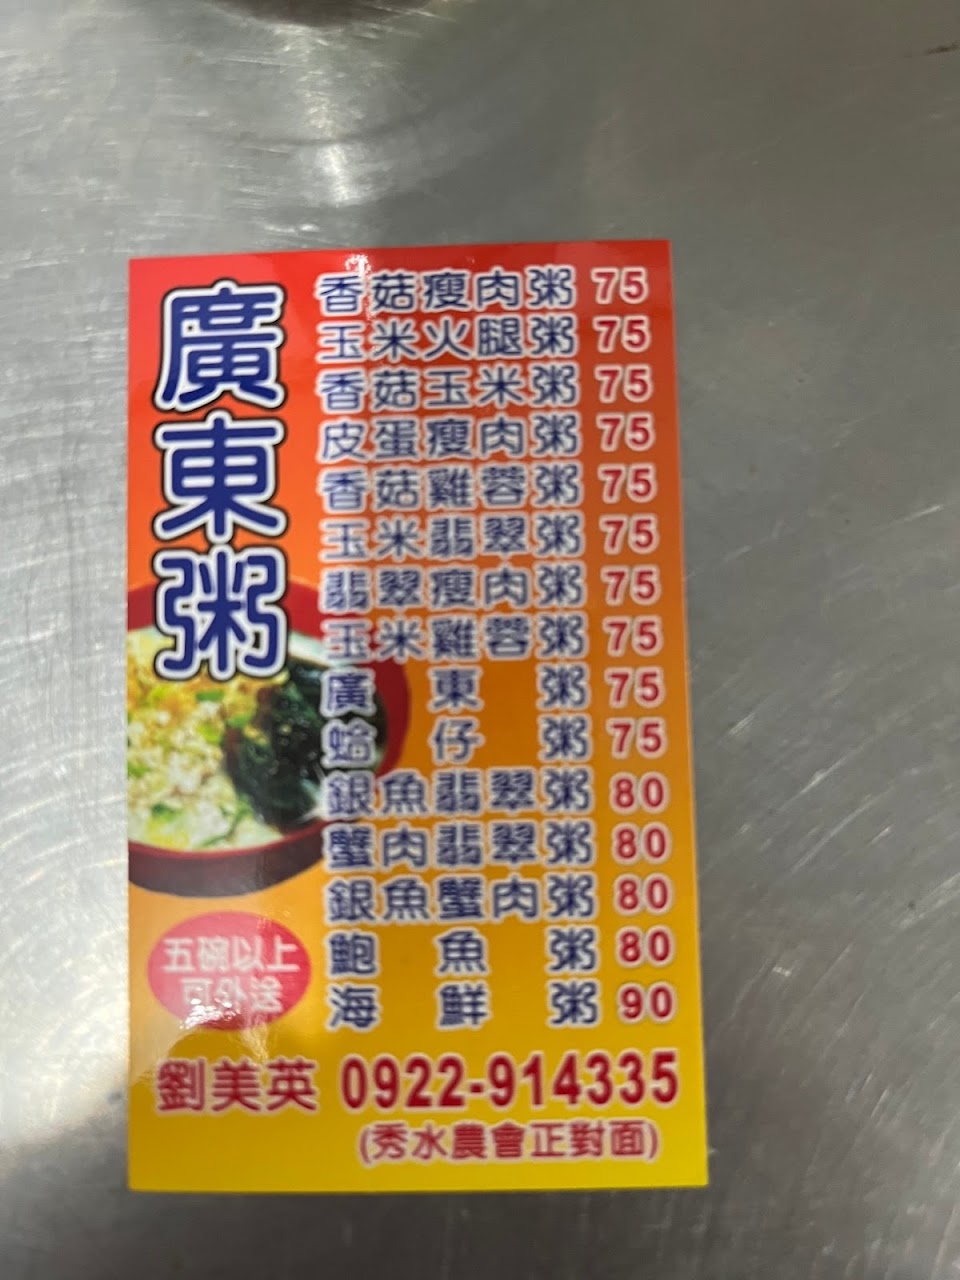 廣東粥
香菇瘦肉粥 75
玉米火腿粥 75
香菇玉米粥 75
皮蛋瘦肉粥 75
香菇雞蓉粥 75
玉米翡翠粥 75
翡翠瘦肉粥 75
玉米雞蓉粥 75
廣東粥 75
蛤仔粥 75
銀魚翡翠粥 80
蟹肉翡翠粥 80
銀魚蟹肉粥 80
鮑魚粥 80
海鮮粥 90
五碗以上
可外送
劉美英 0922-914335
(秀水農會正對面)